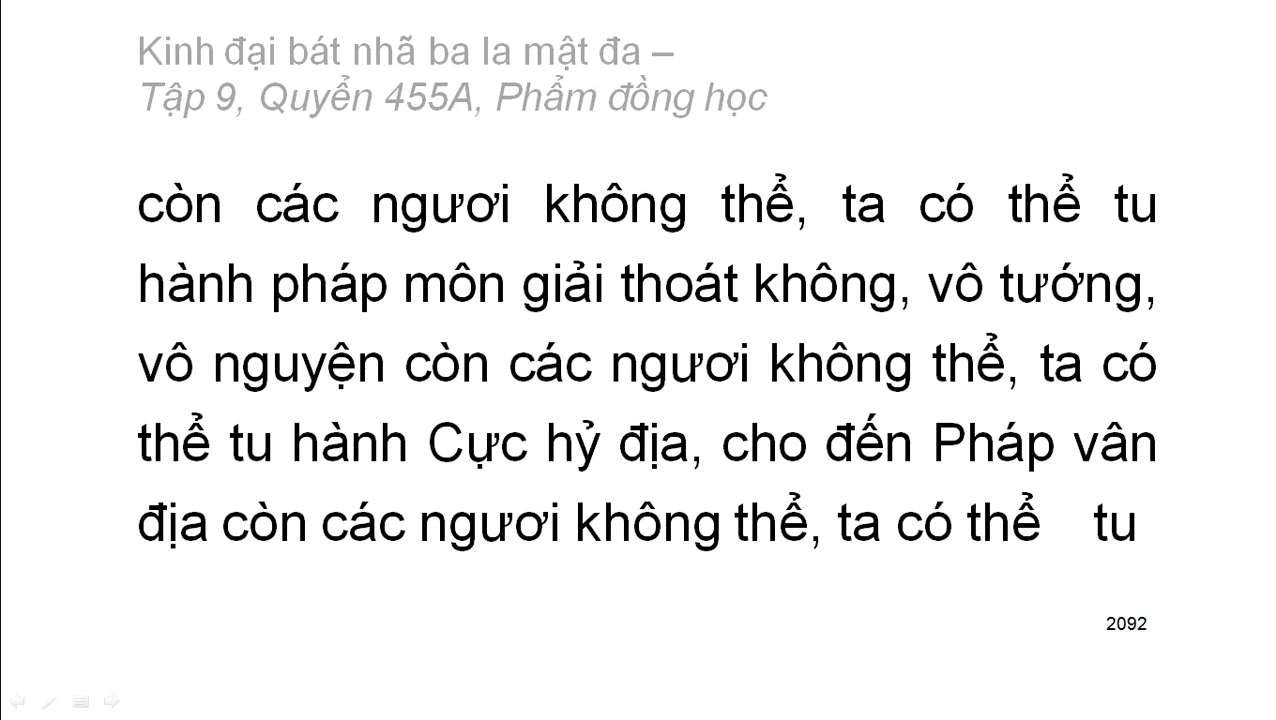 Kinh đại bát nhã ba la mật đa –
Tập 9, Quyển 455A, Phẩm đồng học
còn các ngươi không thể, ta có thể tu
hành pháp môn giải thoát không, vô tướng,
vô nguyện còn các ngươi không thể, ta có
thể tu hành Cực hỷ địa, cho đến Pháp vân
địa còn các ngươi không thể, ta có thể tu
2092